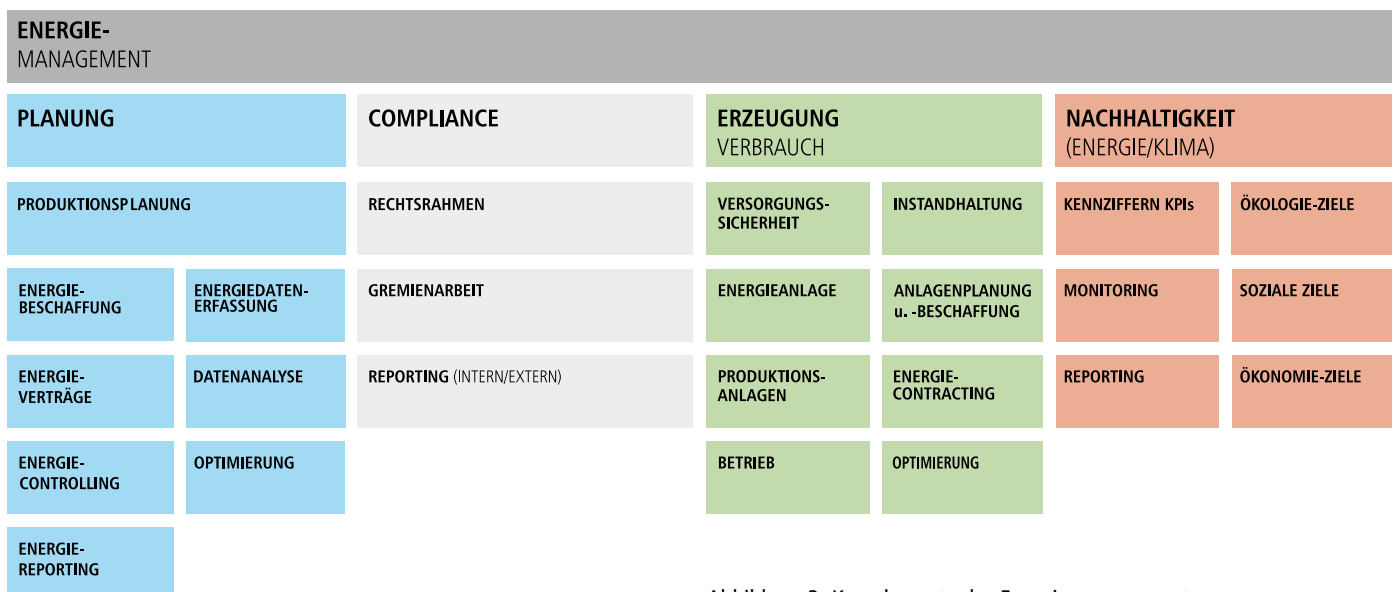 ENERGIE-
MANAGEMENT
PLANUNG
PRODUKTIONSPLANUNG
ENERGIE-
BESCHAFFUNG
ENERGIEDATEN-
ERFASSUNG
ENERGIE-
VERTRÄGE
DATENANALYSE
ENERGIE-
CONTROLLING
OPTIMIERUNG
ENERGIE-
REPORTING
COMPLIANCE
RECHTSRAHMEN
GREMIENARBEIT
REPORTING (INTERN/EXTERN)
ERZEUGUNG
VERBRAUCH
VERSORGUNGS-
SICHERHEIT
INSTANDHALTUNG
ENERGIEANLAGE
ANLAGENPLANUNG
u. -BESCHAFFUNG
PRODUKTIONS-
ANLAGEN
ENERGIE-
CONTRACTING
BETRIEB
OPTIMIERUNG
NACHHALTIGKEIT
(ENERGIE/KLIMA)
KENNZIFFERN KPIs
ÖKOLOGIE-ZIELE
MONITORING
SOZIALE ZIELE
REPORTING
ÖKONOMIE-ZIELE